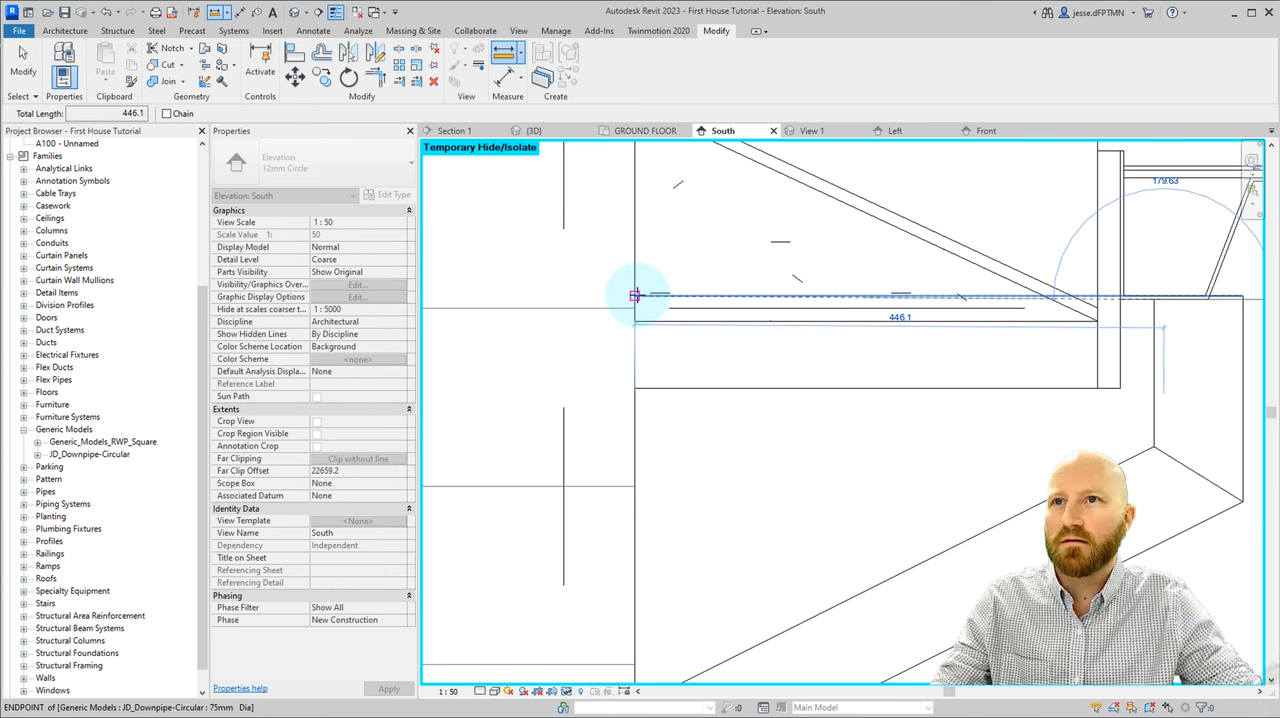 Autodesk Revit 2023 - First House Tutorial - Elevation: South
jesse.dFPTMN
File Architecture Structure Steel Precast Systems Insert Annotate Analyze Massing & Site Collaborate View Manage Add-Ins Twinmotion 2020 Modify
Notch
Cut
Join
Modify Paste Activate
Select Properties Clipboard Geometry Controls Modify View Measure Create
Total Length: 446.1 Chain
Project Browser - First House Tutorial
A100 - Unnamed
Families
Analytical Links
Annotation Symbols
Cable Trays
Casework
Ceilings
Columns
Conduits
Curtain Panels
Curtain Systems
Curtain Wall Mullions
Detail Items
Division Profiles
Doors
Duct Systems
Ducts
Electrical Fixtures
Flex Ducts
Flex Pipes
Floors
Furniture
Furniture Systems
Generic Models
Generic_Models_RWP_Square
JD_Downpipe-Circular
Parking
Pattern
Pipes
Piping Systems
Planting
Plumbing Fixtures
Profiles
Railings
Ramps
Roofs
Specialty Equipment
Stairs
Structural Area Reinforcement
Structural Beam Systems
Structural Columns
Structural Foundations
Structural Framing
Walls
Windows
Properties
Elevation
12mm Circle
Elevation: South Edit Type
Graphics
View Scale 1 : 50
Scale Value 1: 50
Display Model Normal
Detail Level Coarse
Parts Visibility Show Original
Visibility/Graphics Over... Edit...
Graphic Display Options Edit...
Hide at scales coarser t... 1 : 5000
Discipline Architectural
Show Hidden Lines By Discipline
Color Scheme Location Background
Color Scheme <none>
Default Analysis Displa... None
Reference Label
Sun Path
Extents
Crop View
Crop Region Visible
Annotation Crop
Far Clipping Clip without line
Far Clip Offset 22659.2
Scope Box None
Associated Datum None
Identity Data
View Template <None>
View Name South
Dependency Independent
Title on Sheet
Referencing Sheet
Referencing Detail
Phasing
Phase Filter Show All
Phase New Construction
Properties help Apply
Section 1 (3D) GROUND FLOOR South View 1 Left Front
Temporary Hide/Isolate
179.63
446.1
1 : 50
ENDPOINT of [Generic Models : JD_Downpipe-Circular : 75mm Dia]
:0 Main Model :0